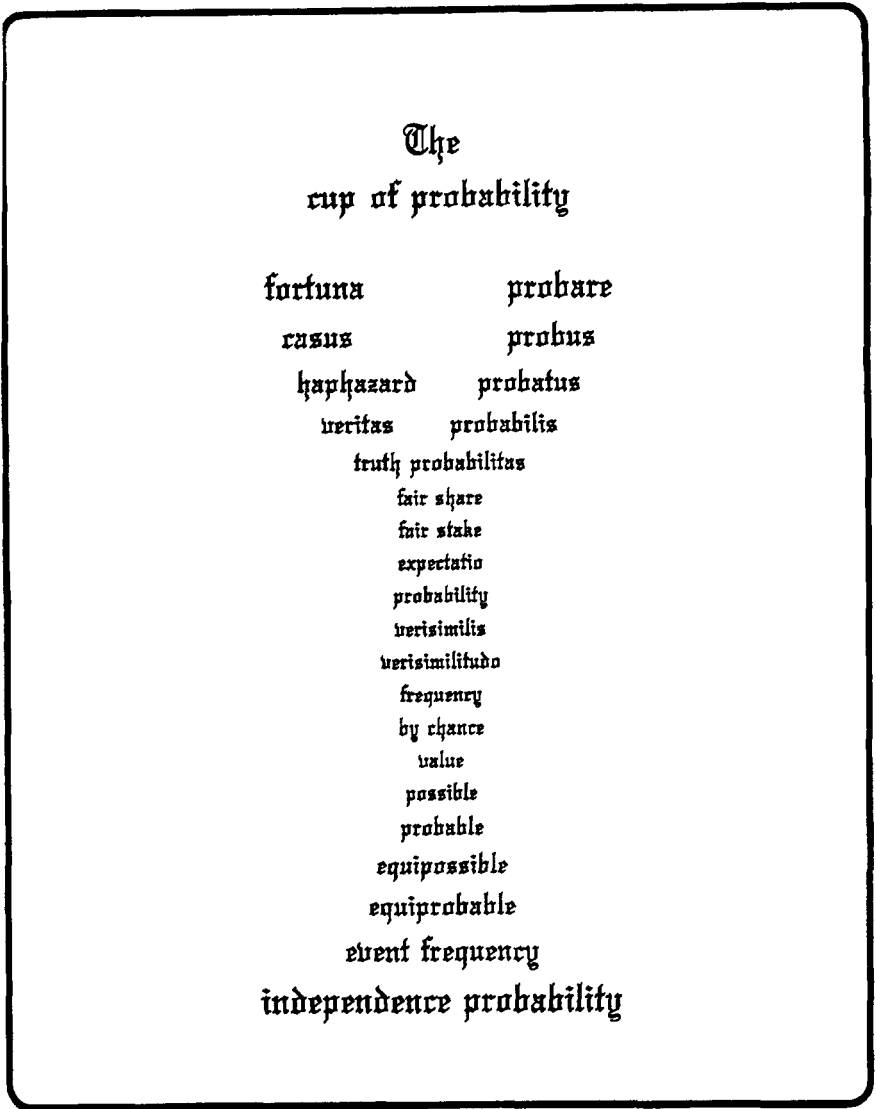 The
cup of probability
fortuna probare
casus probus
haphazard probatus
veritas probabilis
truth probabilitas
fair share
fair stake
expectatio
probability
verisimilis
verisimilitudo
frequency
by chance
value
possible
probable
equipossible
equiprobable
event frequency
independence probability